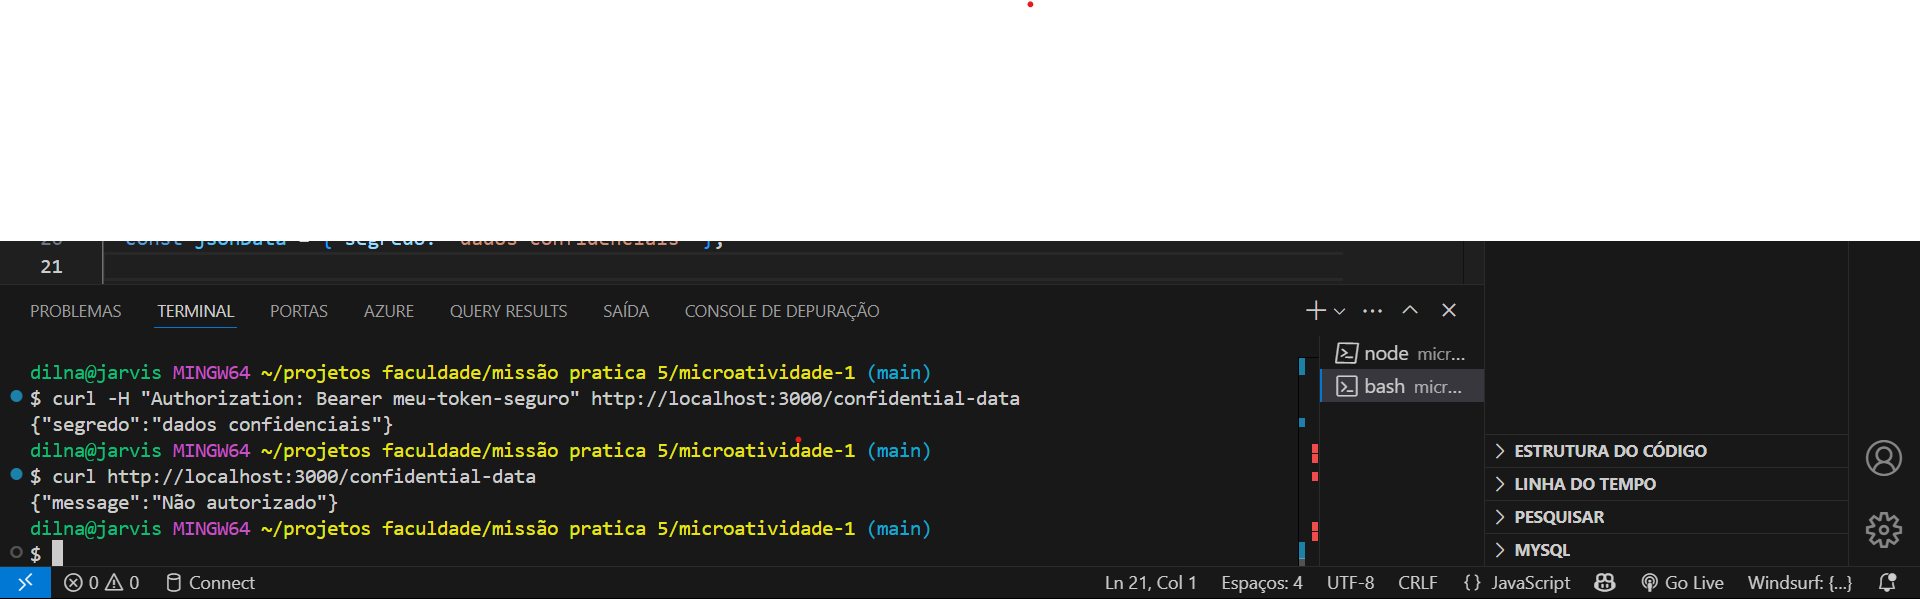 const jsonData = { segredo: "dados confidenciais" };
21
PROBLEMAS TERMINAL PORTAS AZURE QUERY RESULTS SAÍDA CONSOLE DE DEPURAÇÃO
dilna@jarvis MINGW64 ~/projetos faculdade/missão pratica 5/microatividade-1 (main)
$ curl -H "Authorization: Bearer meu-token-seguro" http://localhost:3000/confidential-data
{"segredo":"dados confidenciais"}
dilna@jarvis MINGW64 ~/projetos faculdade/missão pratica 5/microatividade-1 (main)
$ curl http://localhost:3000/confidential-data
{"message":"Não autorizado"}
dilna@jarvis MINGW64 ~/projetos faculdade/missão pratica 5/microatividade-1 (main)
$
node micr...
bash micr...
ESTRUTURA DO CÓDIGO
LINHA DO TEMPO
PESQUISAR
MYSQL
0 0 Connect Ln 21, Col 1 Espaços: 4 UTF-8 CRLF {} JavaScript Go Live Windsurf: {...}